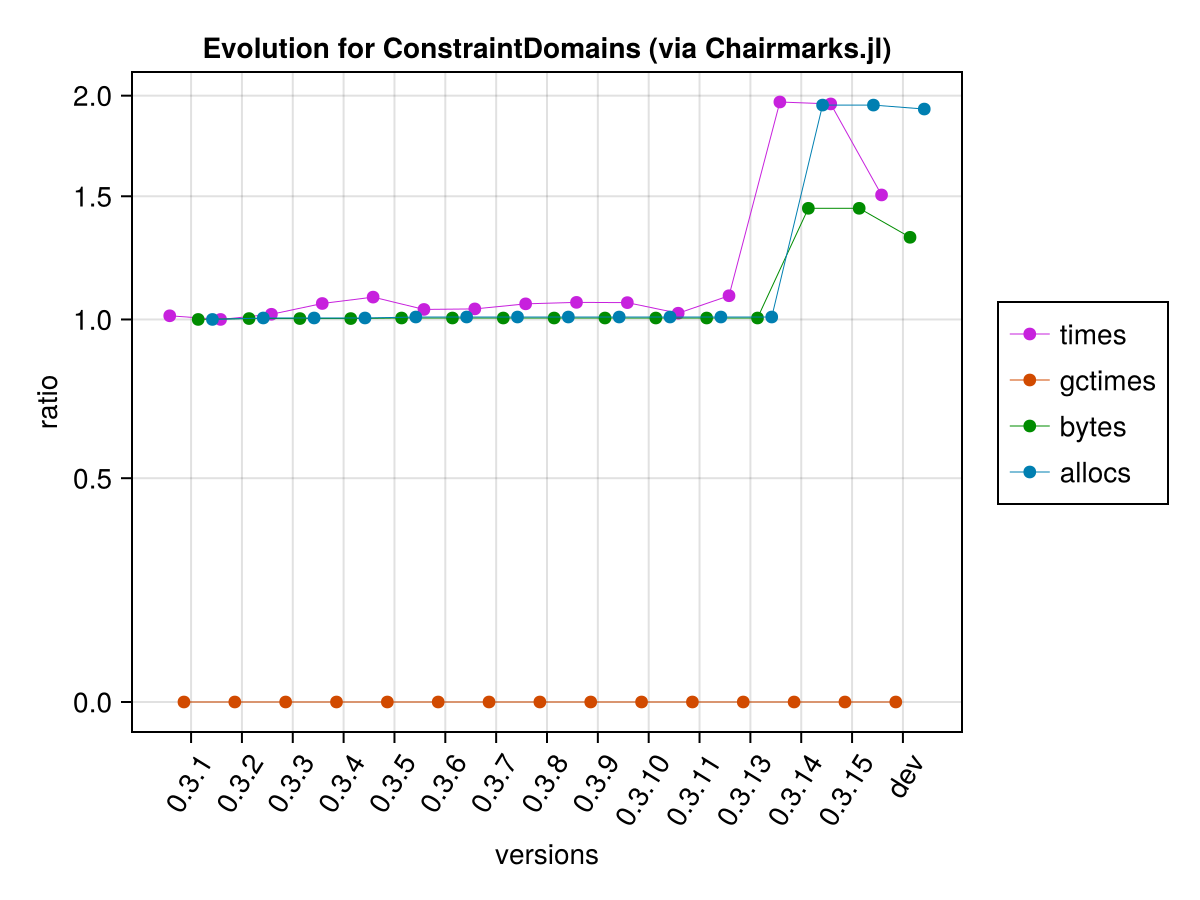 Evolution for ConstraintDomains (via Chairmarks.jl)
2.0
1.5
1.0
0.5
0.0
ratio
times
gctimes
bytes
allocs
0.3.1
0.3.2
0.3.3
0.3.4
0.3.5
0.3.6
0.3.7
0.3.8
0.3.9
0.3.10
0.3.11
0.3.13
0.3.14
0.3.15
dev
versions